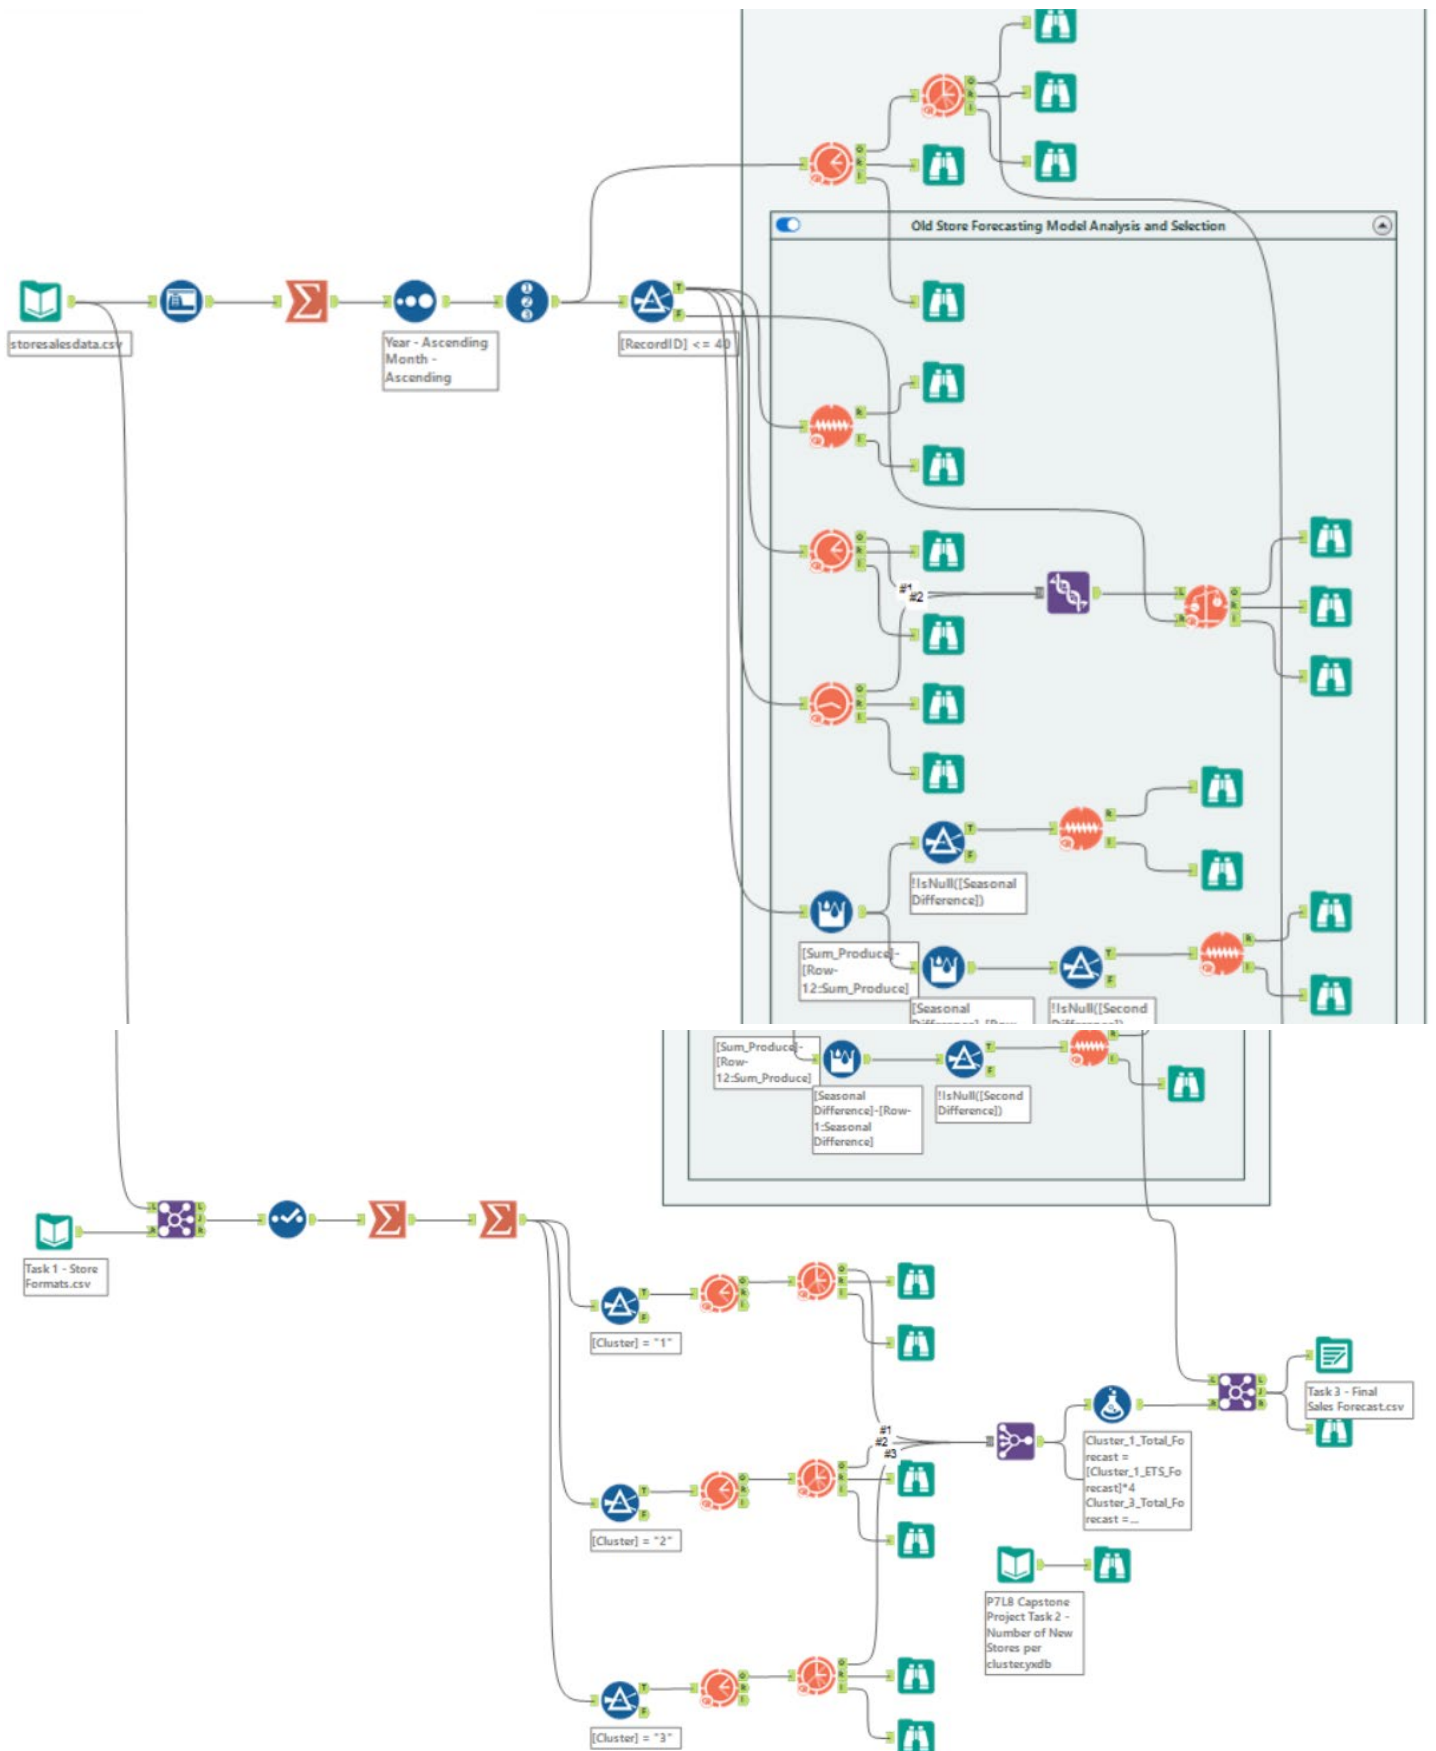 Old Store Forecasting Model Analysis and Selection
storesalesdata.csv
Year - Ascending
Month -
Ascending
[RecordID] <= 40
#1
#2
!IsNull([Seasonal
Difference])
[Sum_Produce]-
[Row-
12:Sum_Produce]
[Seasonal
Difference]-[Row-
!IsNull([Second
Difference])
[Sum_Produce]-
[Row-
12:Sum_Produce]
[Seasonal
Difference]-[Row-
1:Seasonal
Difference]
!IsNull([Second
Difference])
Task 1 - Store
Formats.csv
[Cluster] = "1"
Task 3 - Final
Sales Forecast.csv
#1
#2
#3
Cluster_1_Total_Fo
recast =
[Cluster_1_ETS_Fo
recast]*4
Cluster_3_Total_Fo
recast =...
[Cluster] = "2"
P7L8 Capstone
Project Task 2 -
Number of New
Stores per
cluster.yxdb
[Cluster] = "3"